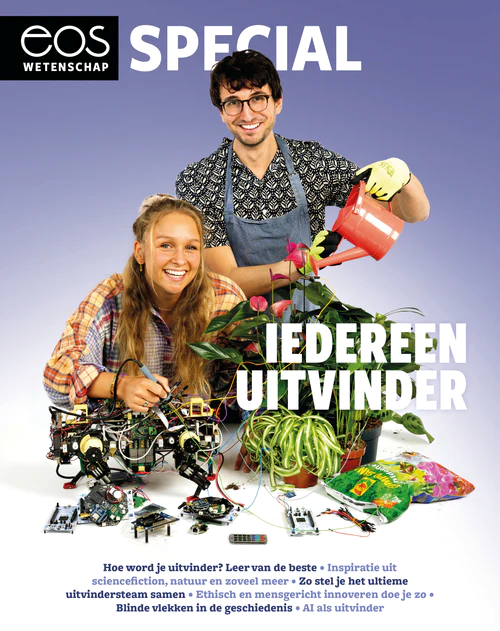 eos SPECIAL
WETENSCHAP
IEDEREEN
UITVINDER
Hoe word je uitvinder? Leer van de beste • Inspiratie uit
sciencefiction, natuur en zoveel meer • Zo stel je het ultieme
uitvindersteam samen • Ethisch en mensgericht innoveren doe je zo •
Blinde vlekken in de geschiedenis • AI als uitvinder